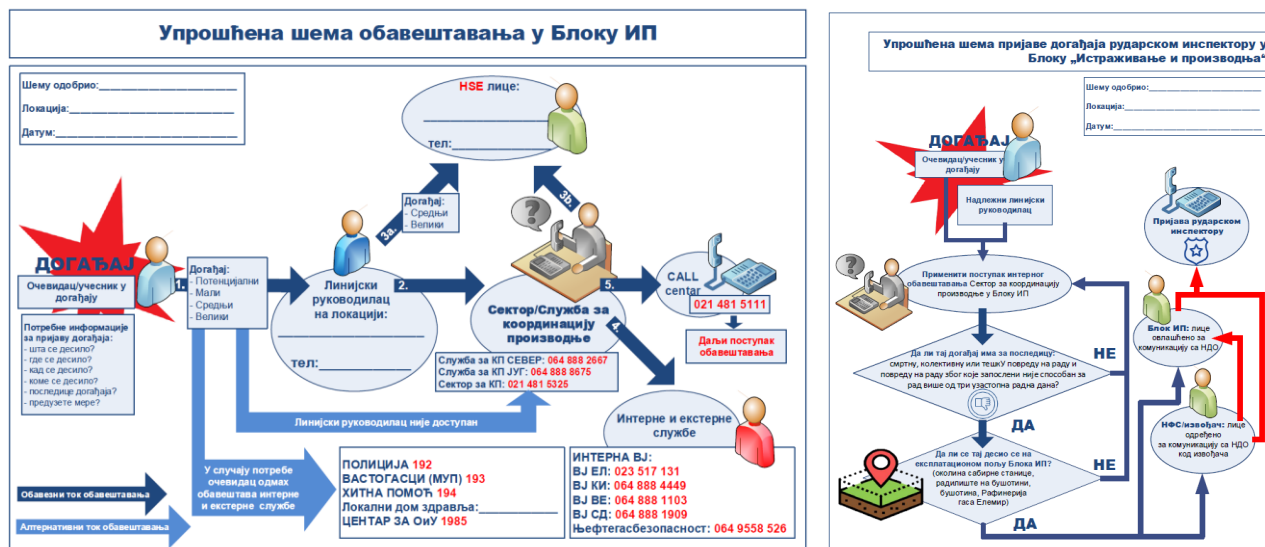 Упрошћена шема обавештавања у Блоку ИП
Шему одобрио:
Локација:
Датум:
HSE лице:
тел:
ДОГАЂАЈ
Очевидац/учесник у
догађају
Потребне информације
за пријаву догађаја:
- шта се десило?
- где се десило?
- кад се десило?
- коме се десило?
- последице догађаја?
- предузете мере?
1.
Догађај:
- Потенцијални
- Мали
- Средњи
- Велики
Линијски
руководилац
на локацији:
тел:
3а.
Догађај:
- Средњи
- Велики
3b.
2.
Сектор/Служба за
координацију
производње
Служба за КП СЕВЕР: 064 888 2667
Служба за КП ЈУГ: 064 888 8675
Сектор за КП: 021 481 5325
5.
CALL
centar
021 481 5111
Даљи поступак
обавештавања
4.
Линијски руководилац није доступан
Интерне и екстерне
службе
У случају потребе
очевидац одмах
обавештава интерне
и екстерне службе
ПОЛИЦИЈА 192
ВАСТОГАСЦИ (МУП) 193
ХИТНА ПОМОЋ 194
Локални дом здравља:
ЦЕНТАР ЗА ОиУ 1985
ИНТЕРНА ВЈ:
ВЈ ЕЛ: 023 517 131
ВЈ КИ: 064 888 4449
ВЈ ВЕ: 064 888 1103
ВЈ СД: 064 888 1909
Њефтегасбезопасност: 064 9558 526
Обавезни ток обавештавања
Алтернативни ток обавештавања
Упрошћена шема пријаве догађаја рударском инспектору у
Блоку „Истраживање и производња“
Шему одобрио:
Локација:
Датум:
ДОГАЂАЈ
Очевидац/учесник у
догађају
Надлежни линијски
руководилац
Пријава рударском
инспектору
Применити поступак интерног
обавештавања Сектор за координацију
производње у Блоку ИП
Да ли тај догађај има за последицу:
смртну, колективну или тешкУ повреду на раду и
повреду на раду због које запослени није способан за
рад више од три узастопна радна дана?
НЕ
ДА
Блок ИП: лице
овлашћено за
комуникацију са НДО
НФС/извођач: лице
одређено
за комуникацију са НДО
код извођача
Да ли се тај десио се на
експлатационом пољу Блока ИП?
(околина сабирне станице,
радилиште на бушотини,
бушотина, Рафинерија
гаса Елемир)
НЕ
ДА